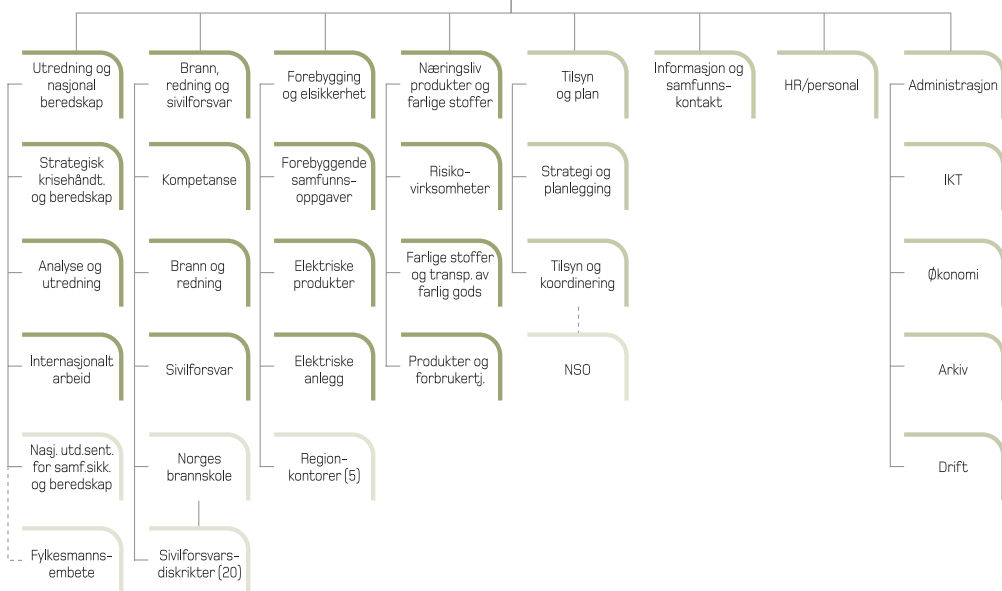 Utredning og
nasjonal
beredskap
Brann,
redning og
sivilforsvar
Forebygging
og elsikkerhet
Næringsliv
produkter og
farlige stoffer
Tilsyn
og plan
Informasjon og
samfunns-
kontakt
HR/personal
Administrasjon
Strategisk
krisehåndt.
og beredskap
Kompetanse
Forebyggende
samfunns-
oppgaver
Risiko-
virksomheter
Strategi og
planlegging
IKT
Analyse og
utredning
Brann og
redning
Elektriske
produkter
Farlige stoffer
og transp. av
farlig gods
Tilsyn og
koordinering
Økonomi
Internasjonalt
arbeid
Sivilforsvar
Elektriske
anlegg
Produkter og
forbrukertj.
NSO
Arkiv
Nasj. utd.sent.
for samf.sikk.
og beredskap
Norges
brannskole
Region-
kontorer (5)
Drift
Fylkesmanns-
embete
Sivilforsvars-
diskrikter (20)